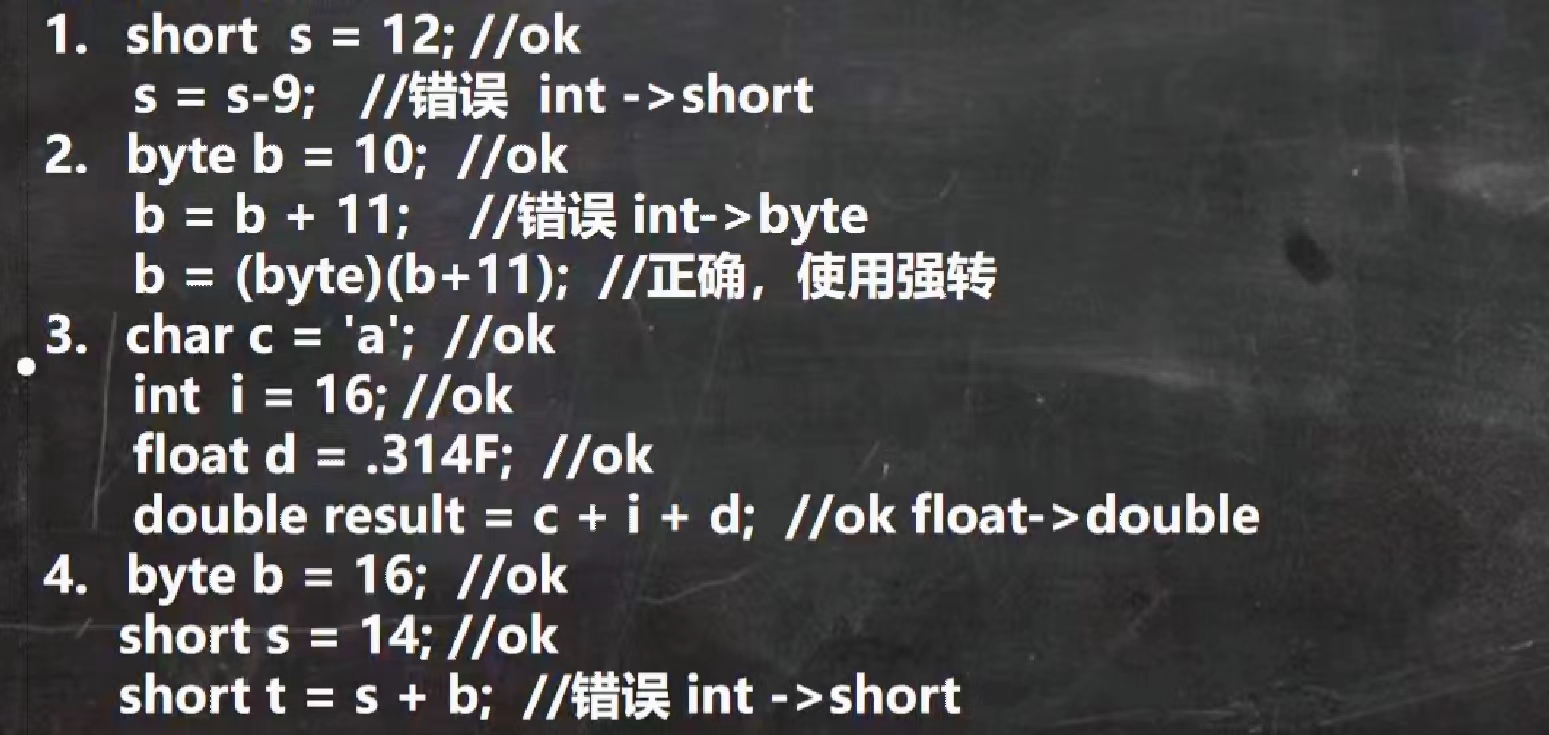 1. short s = 12; //ok
s = s-9; //错误 int ->short
2. byte b = 10; //ok
b = b + 11; //错误 int->byte
b = (byte)(b+11); //正确，使用强转
3. char c = 'a'; //ok
int i = 16; //ok
float d = .314F; //ok
double result = c + i + d; //ok float->double
4. byte b = 16; //ok
short s = 14; //ok
short t = s + b; //错误 int ->short